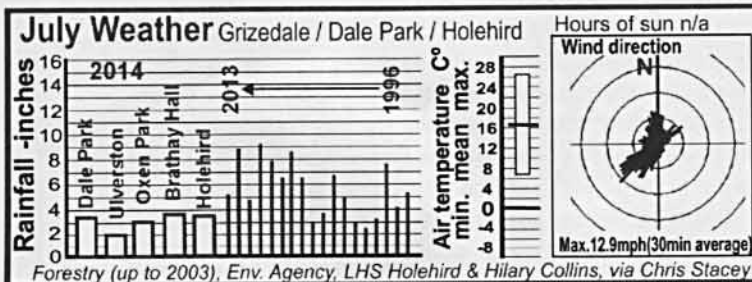 July Weather Grizedale / Dale Park / Holehird
Hours of sun n/a
Rainfall -inches
16
14
12
10
8
6
4
2
0
2014
Dale Park
Ulverston
Oxen Park
Brathay Hall
Holehird
2013
1996
Air temperature C°
min. mean max.
28
24
20
16
12
8
4
0
-4
-8
Wind direction
N
Max.12.9mph(30min average)
Forestry (up to 2003), Env. Agency, LHS Holehird & Hilary Collins, via Chris Stacey